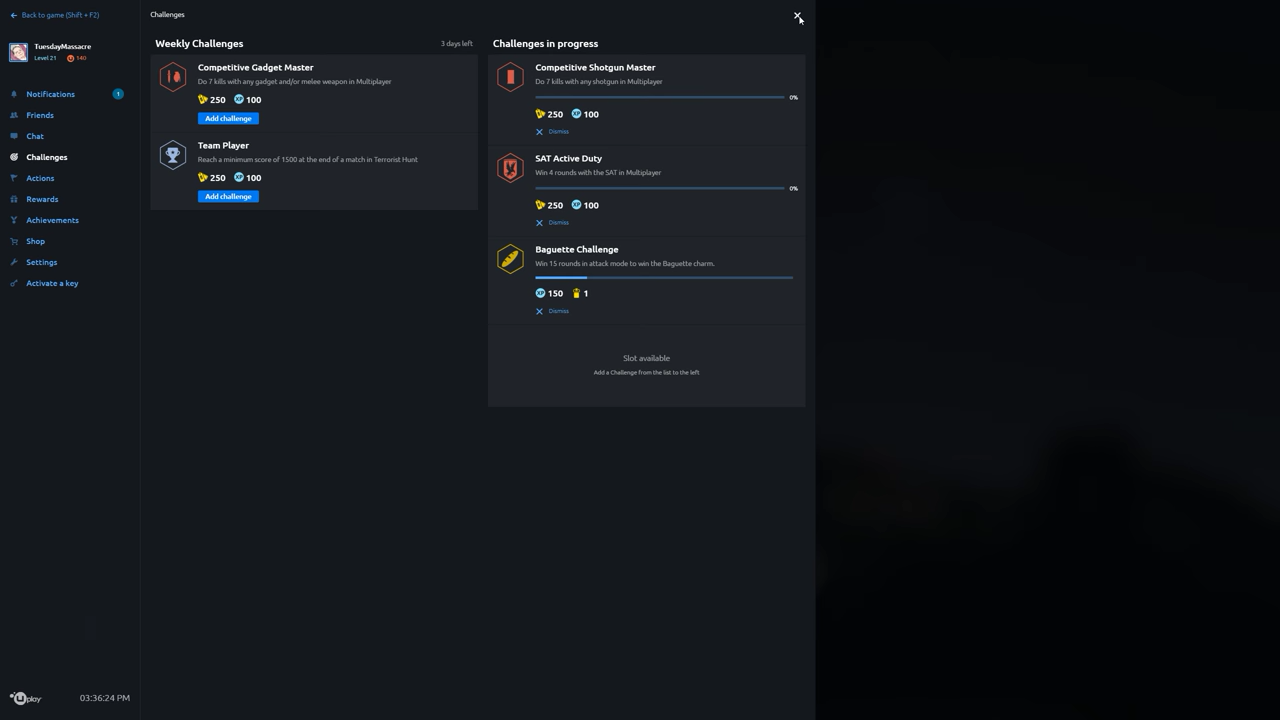 Back to game (Shift + F2)
TuesdayMassacre
Level 21 140
Notifications 1
Friends
Chat
Challenges
Actions
Rewards
Achievements
Shop
Settings
Activate a key
uplay 03:36:24 PM
Challenges
Weekly Challenges 3 days left
Competitive Gadget Master
Do 7 kills with any gadget and/or melee weapon in Multiplayer
250 XP 100
Add challenge
Team Player
Reach a minimum score of 1500 at the end of a match in Terrorist Hunt
250 XP 100
Add challenge
Challenges in progress
Competitive Shotgun Master
Do 7 kills with any shotgun in Multiplayer
0%
250 XP 100
Dismiss
SAT Active Duty
Win 4 rounds with the SAT in Multiplayer
0%
250 XP 100
Dismiss
Baguette Challenge
Win 15 rounds in attack mode to win the Baguette charm.
XP 150 1
Dismiss
Slot available
Add a Challenge from the list to the left